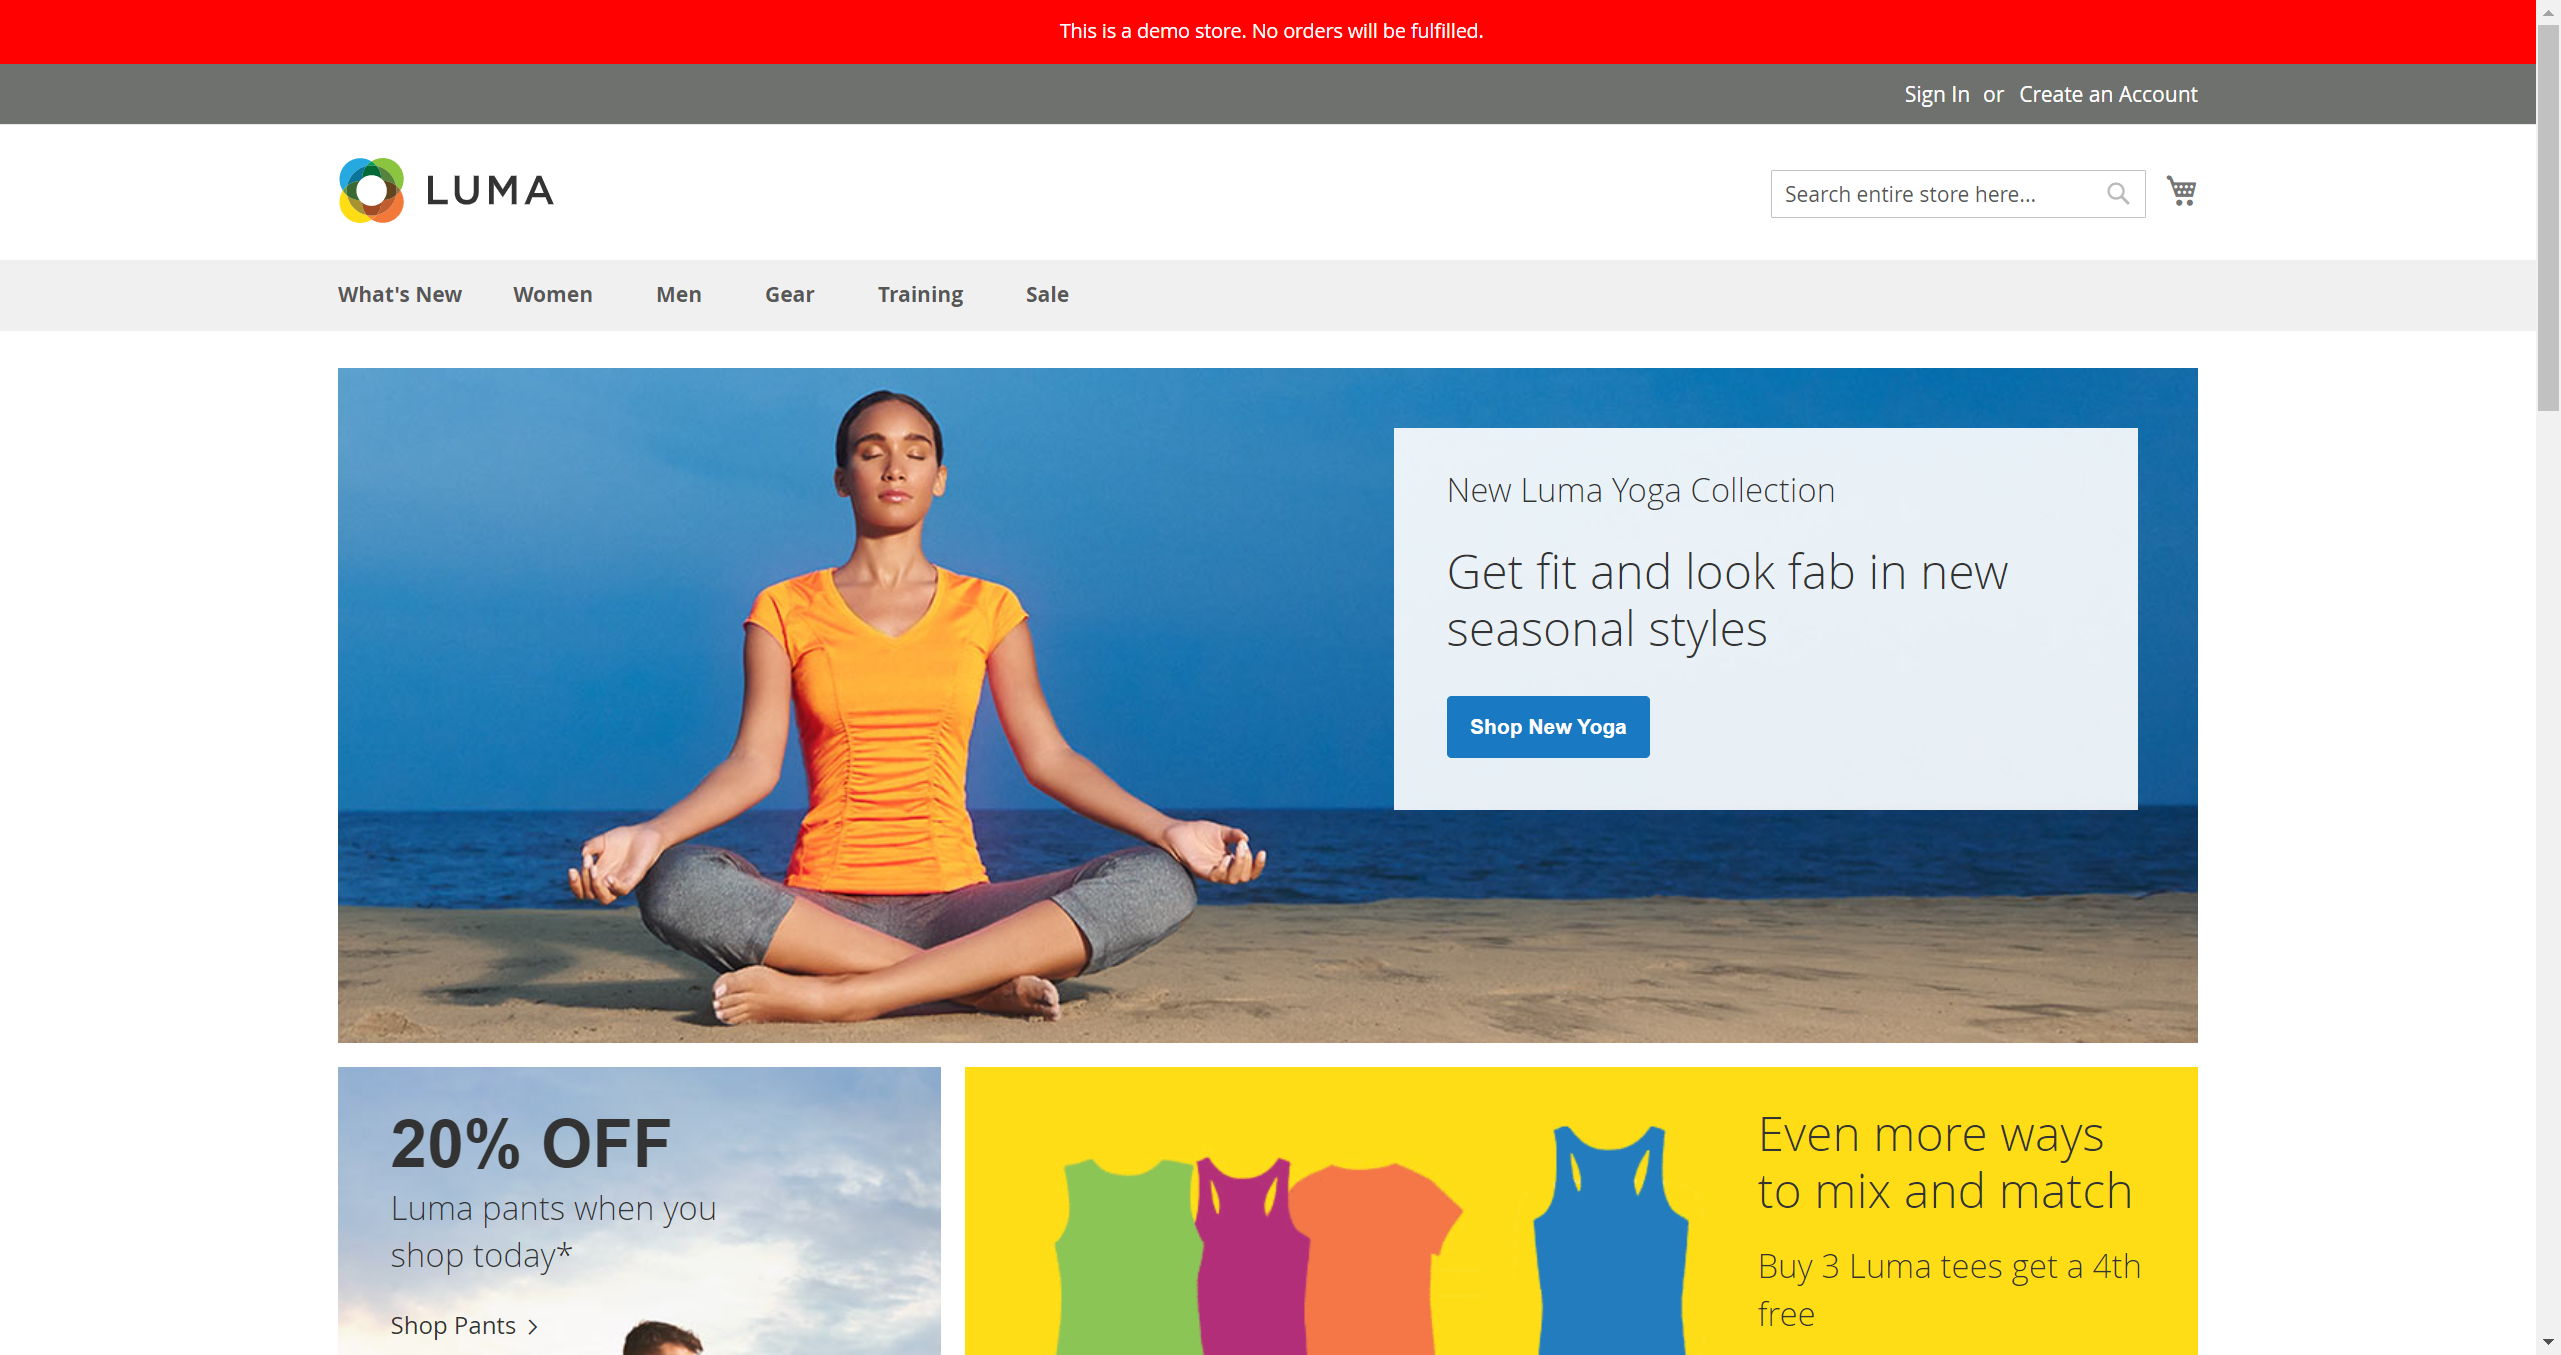 This is a demo store. No orders will be fulfilled.
Sign In or Create an Account
LUMA
Search entire store here...
What's New Women Men Gear Training Sale
New Luma Yoga Collection
Get fit and look fab in new
seasonal styles
Shop New Yoga
20% OFF
Luma pants when you
shop today*
Shop Pants
Even more ways
to mix and match
Buy 3 Luma tees get a 4th
free